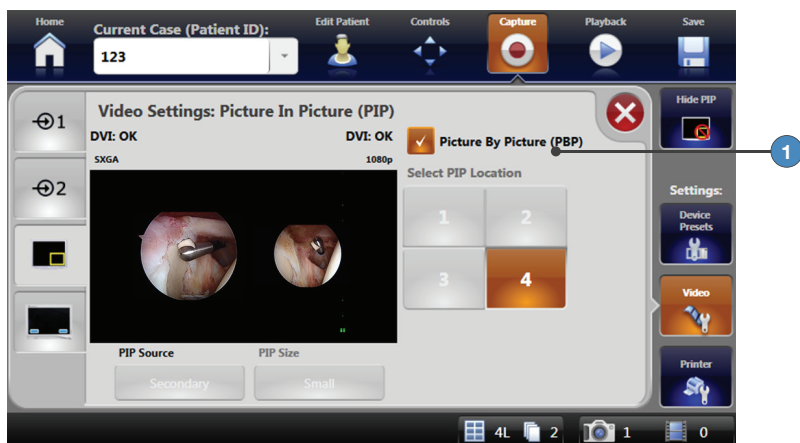 Home
Current Case (Patient ID):
123
Edit Patient
Controls
Capture
Playback
Save
1
2
Video Settings: Picture In Picture (PIP)
DVI: OK
DVI: OK
SXGA
1080p
Picture By Picture (PBP)
Select PIP Location
1
2
3
4
PIP Source
PIP Size
Secondary
Small
Hide PIP
Settings:
Device
Presets
Video
Printer
1
4L
2
1
0